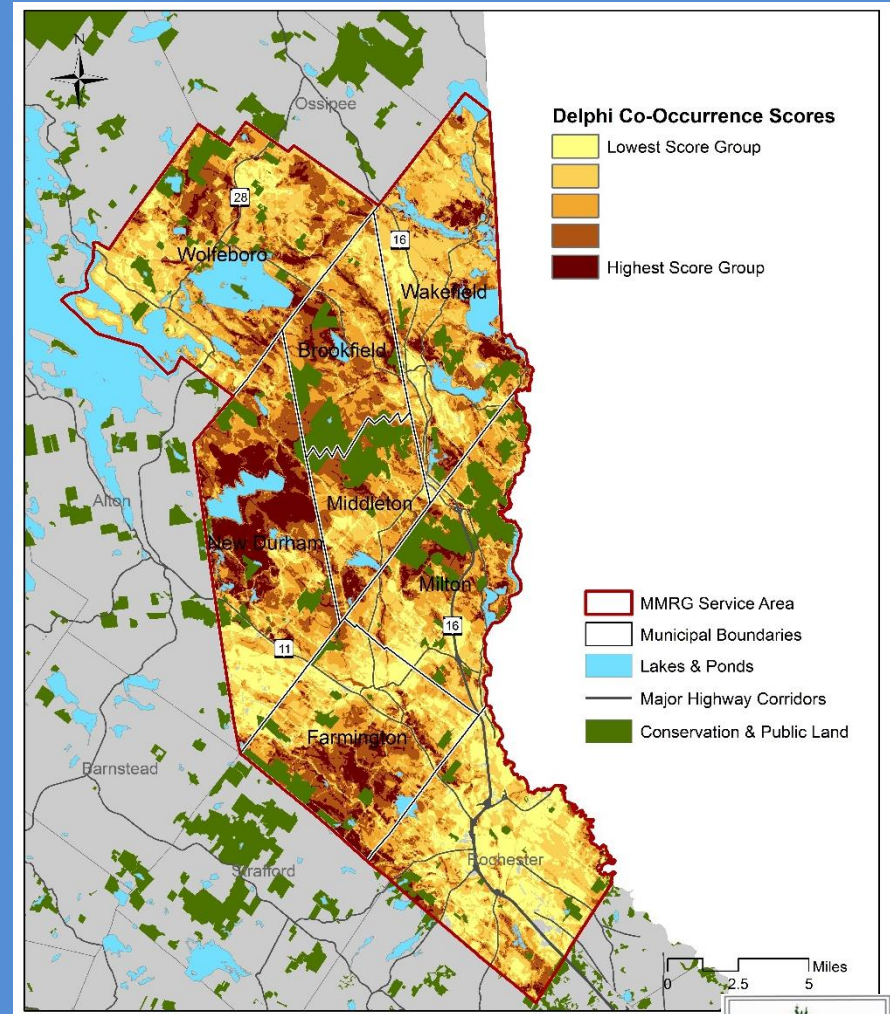 N
Ossipee
Delphi Co-Occurrence Scores
Lowest Score Group
Highest Score Group
28
16
Wolfeboro
Wakefield
Brookfield
Alton
Middleton
New Durham
Milton
16
11
MMRG Service Area
Municipal Boundaries
Lakes & Ponds
Major Highway Corridors
Conservation & Public Land
Farmington
Barnstead
Strafford
Rochester
Miles
0 2.5 5